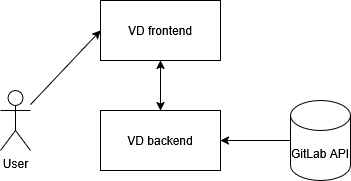 VD frontend
VD backend
User
GitLab API